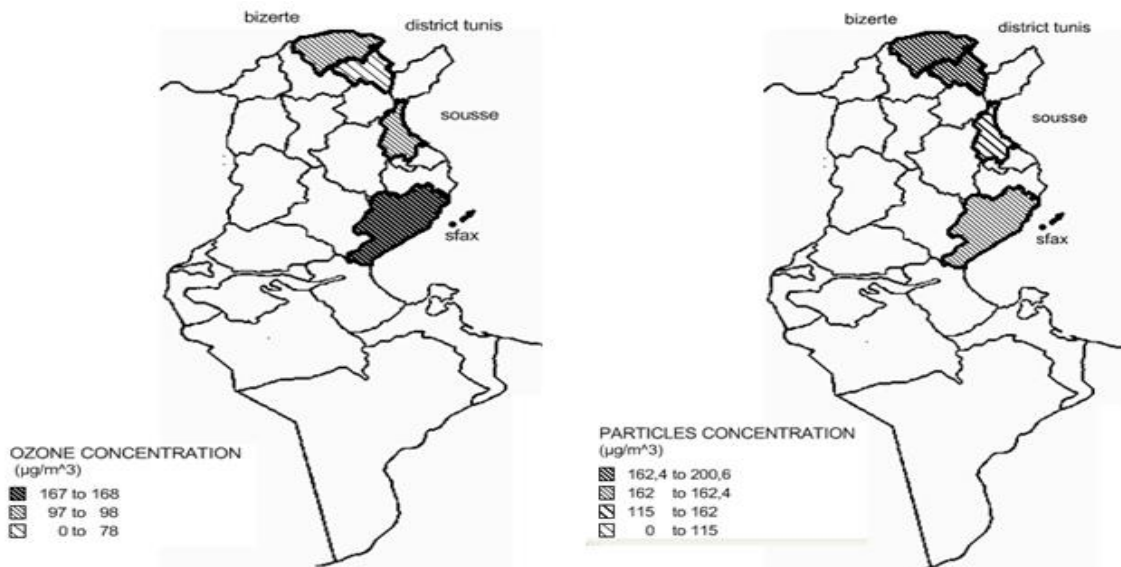 bizerte
district tunis
sousse
sfax
OZONE CONCENTRATION
(µg/m^3)
167 to 168
97 to 98
0 to 78
bizerte
district tunis
sousse
sfax
PARTICLES CONCENTRATION
(µg/m^3)
162,4 to 200,6
162 to 162,4
115 to 162
0 to 115